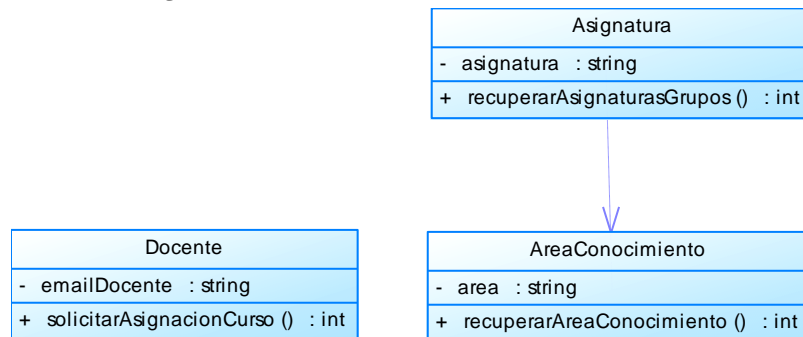 Asignatura
- asignatura : string
+ recuperarAsignaturasGrupos () : int
Docente
- emailDocente : string
+ solicitarAsignacionCurso () : int
AreaConocimiento
- area : string
+ recuperarAreaConocimiento () : int